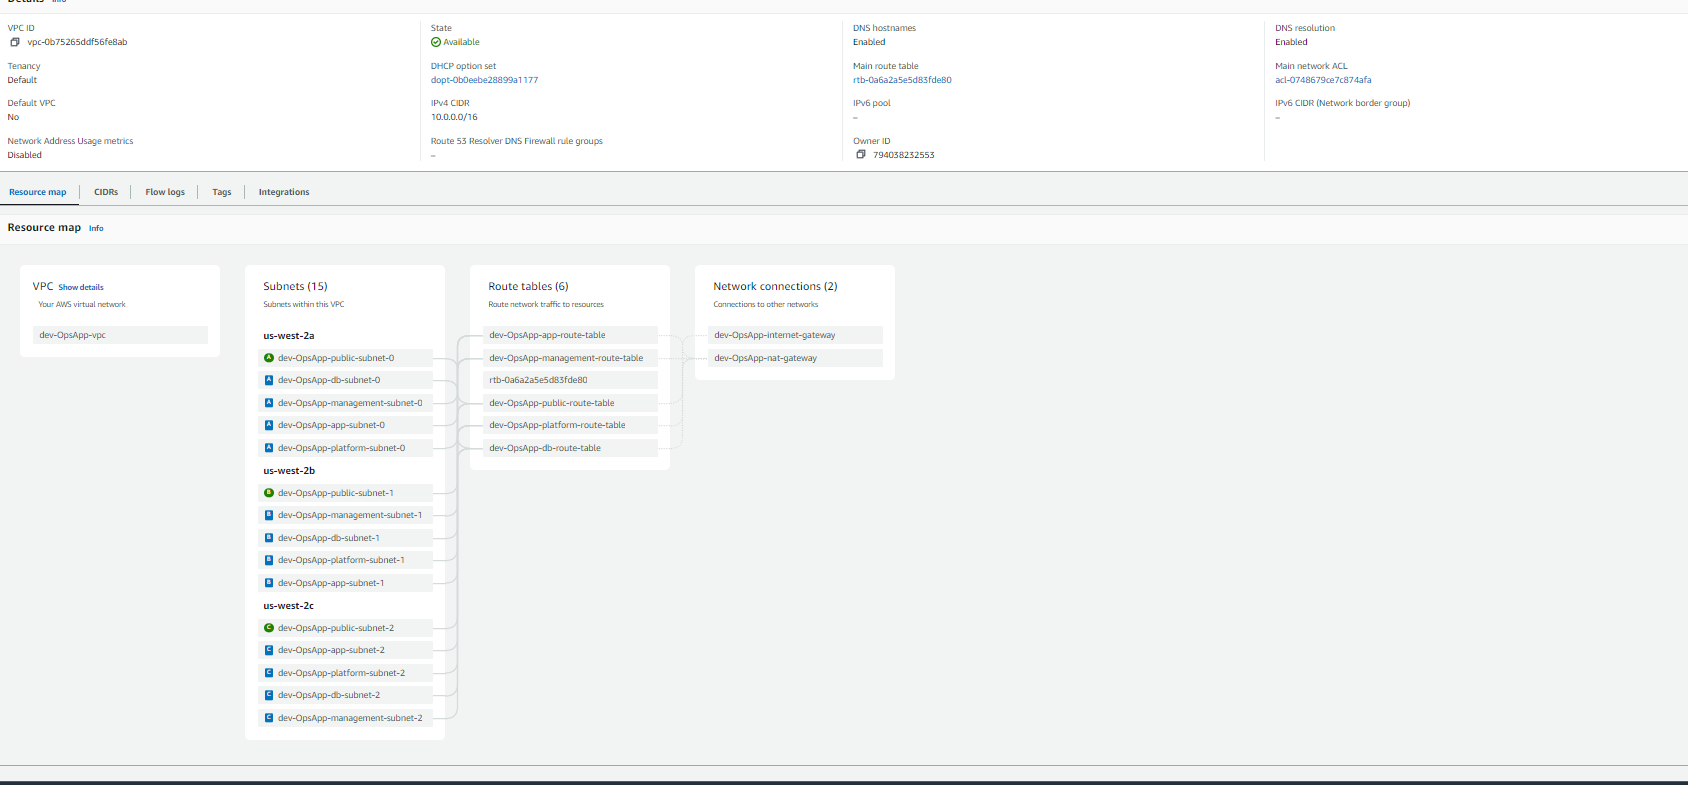 Details Info
VPC ID
vpc-0b75265ddf56fe8ab
State
Available
DNS hostnames
Enabled
DNS resolution
Enabled
Tenancy
Default
DHCP option set
dopt-0b0eebe28899a1177
Main route table
rtb-0a6a2a5e5d83fde80
Main network ACL
acl-0748679ce7c874afa
Default VPC
No
IPv4 CIDR
10.0.0.0/16
IPv6 pool
–
IPv6 CIDR (Network border group)
–
Network Address Usage metrics
Disabled
Route 53 Resolver DNS Firewall rule groups
–
Owner ID
794038232553
Resource map
CIDRs
Flow logs
Tags
Integrations
Resource map Info
VPC Show details
Your AWS virtual network
dev-OpsApp-vpc
Subnets (15)
Subnets within this VPC
us-west-2a
A dev-OpsApp-public-subnet-0
A dev-OpsApp-db-subnet-0
A dev-OpsApp-management-subnet-0
A dev-OpsApp-app-subnet-0
A dev-OpsApp-platform-subnet-0
us-west-2b
B dev-OpsApp-public-subnet-1
B dev-OpsApp-management-subnet-1
B dev-OpsApp-db-subnet-1
B dev-OpsApp-platform-subnet-1
B dev-OpsApp-app-subnet-1
us-west-2c
C dev-OpsApp-public-subnet-2
C dev-OpsApp-app-subnet-2
C dev-OpsApp-platform-subnet-2
C dev-OpsApp-db-subnet-2
C dev-OpsApp-management-subnet-2
Route tables (6)
Route network traffic to resources
dev-OpsApp-app-route-table
dev-OpsApp-management-route-table
rtb-0a6a2a5e5d83fde80
dev-OpsApp-public-route-table
dev-OpsApp-platform-route-table
dev-OpsApp-db-route-table
Network connections (2)
Connections to other networks
dev-OpsApp-internet-gateway
dev-OpsApp-nat-gateway